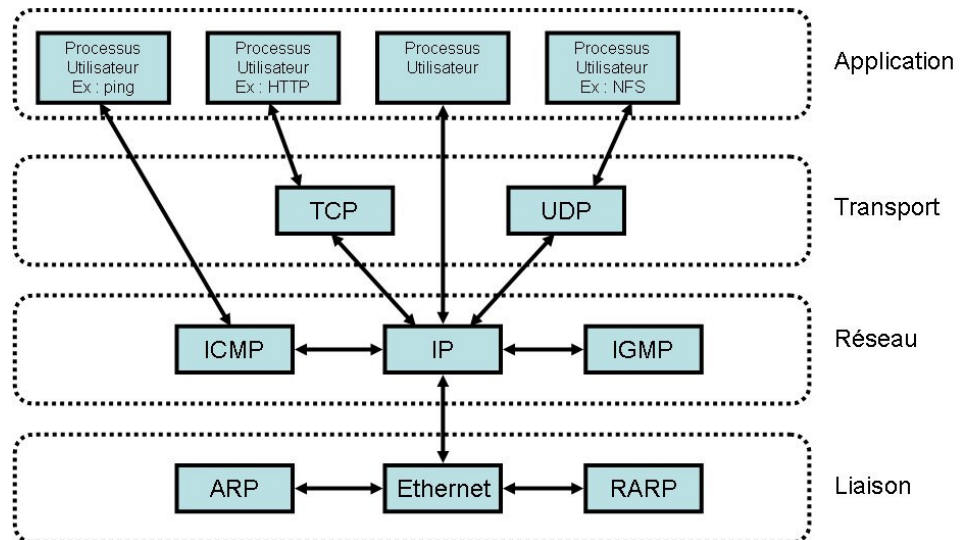 Processus
Utilisateur
Ex : ping
Processus
Utilisateur
Ex : HTTP
Processus
Utilisateur
Processus
Utilisateur
Ex : NFS
Application
TCP
UDP
Transport
ICMP
IP
IGMP
Réseau
ARP
Ethernet
RARP
Liaison